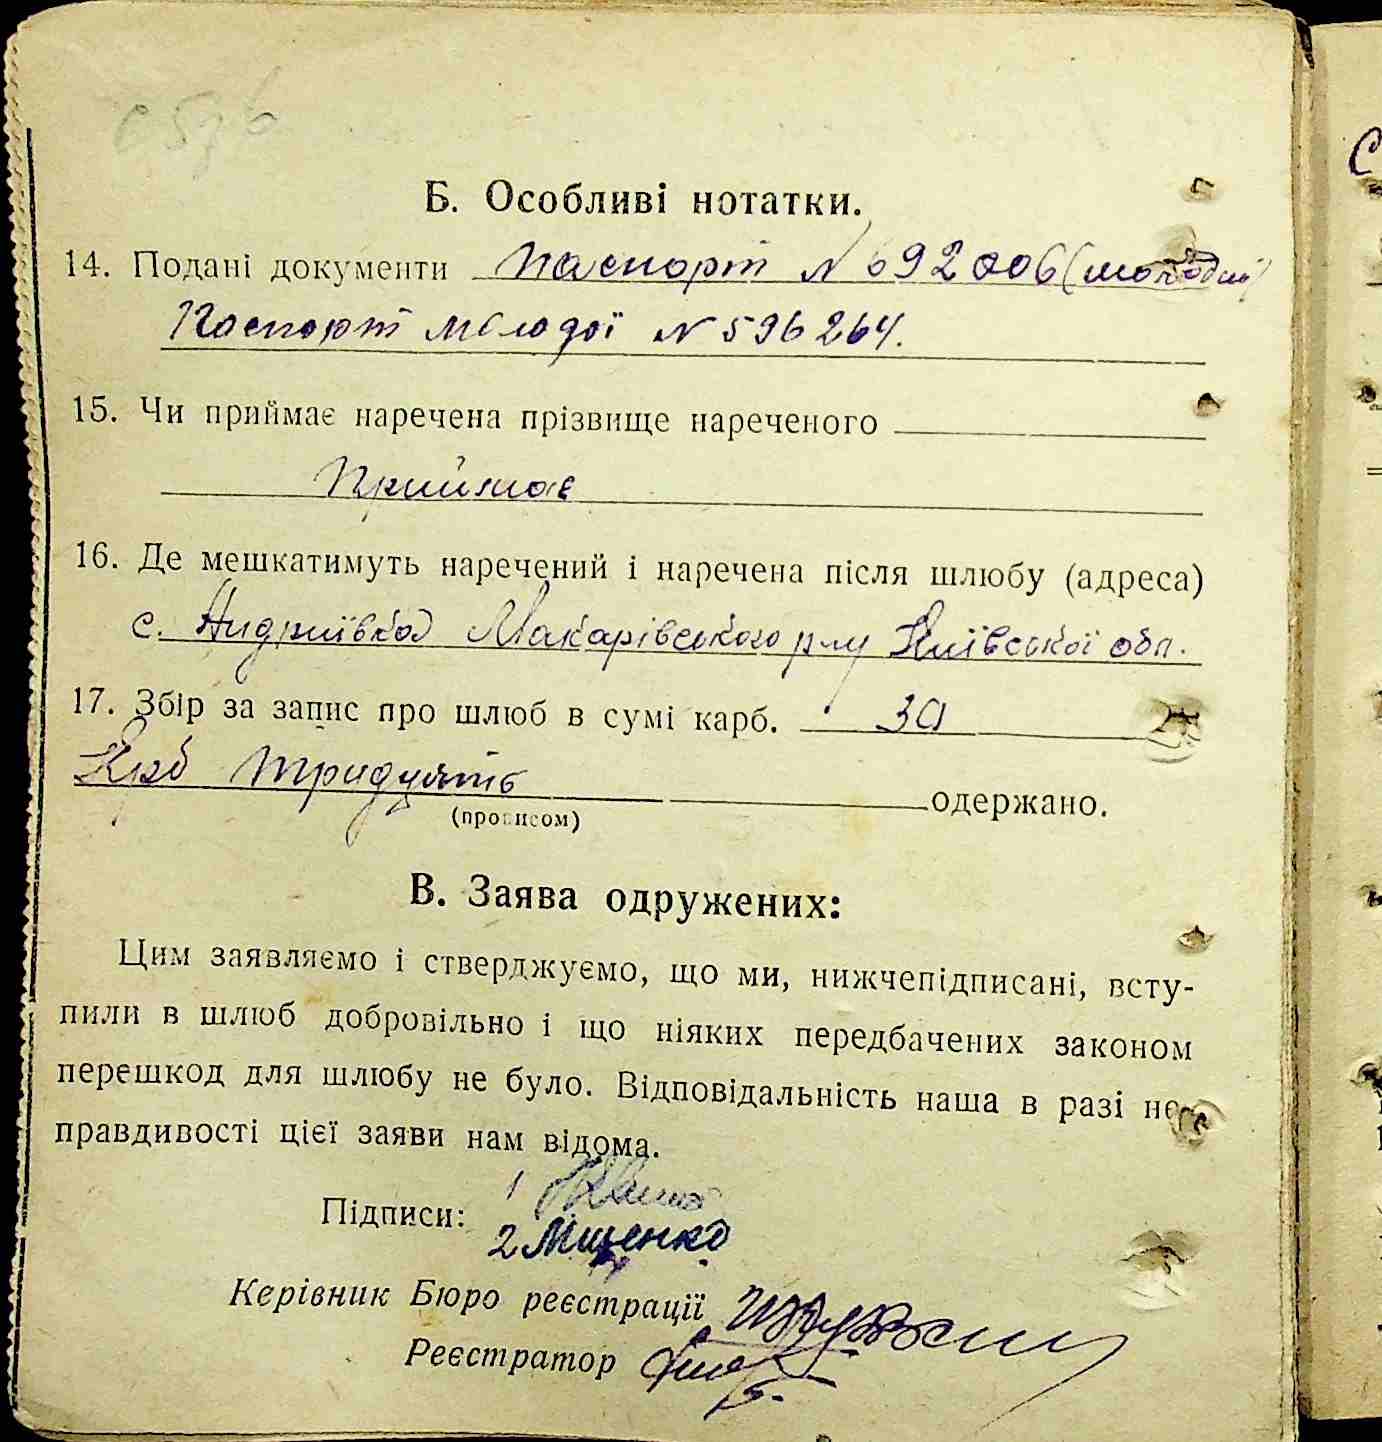 Б. Особливі нотатки.
14. Подані документи Паспорт N 692006 (молодий)
Паспорт молодої N 596264.
15. Чи приймає наречена прізвище нареченого
Приймає
16. Де мешкатимуть наречений і наречена після шлюбу (адреса)
с. Андріївка Макарівського р-ну Київської обл.
17. Збір за запис про шлюб в сумі карб. 30
Крб тридцять одержано.
(прописом)
В. Заява одружених:
Цим заявляємо і стверджуємо, що ми, нижчепідписані, всту-
пили в шлюб добровільно і що ніяких передбачених законом
перешкод для шлюбу не було. Відповідальність наша в разі не-
правдивості цієї заяви нам відома.
Підписи: 1
2 Міщенко
Керівник Бюро реєстрації
Реєстратор